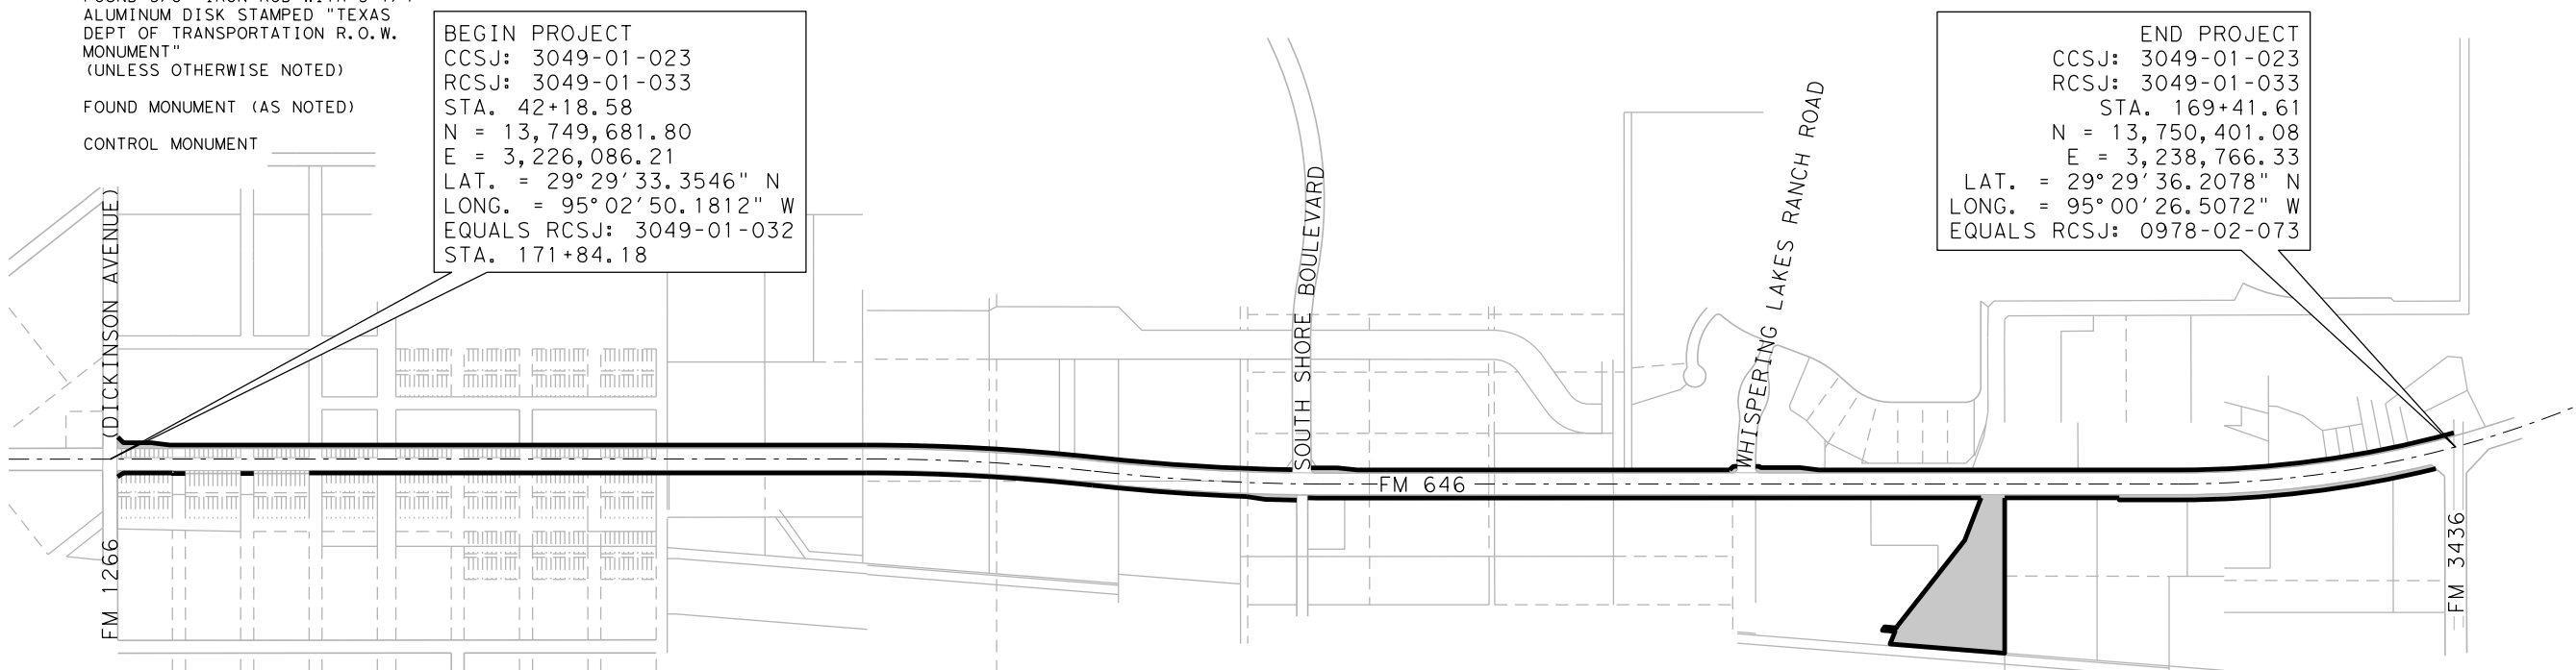 ALUMINUM DISK STAMPED "TEXAS
DEPT OF TRANSPORTATION R.O.W.
MONUMENT"
(UNLESS OTHERWISE NOTED)
FOUND MONUMENT (AS NOTED)
CONTROL MONUMENT
BEGIN PROJECT
CCSJ: 3049-01-023
RCSJ: 3049-01-033
STA. 42+18.58
N = 13,749,681.80
E = 3,226,086.21
LAT. = 29°29'33.3546" N
LONG. = 95°02'50.1812" W
EQUALS RCSJ: 3049-01-032
STA. 171+84.18
END PROJECT
CCSJ: 3049-01-023
RCSJ: 3049-01-033
STA. 169+41.61
N = 13,750,401.08
E = 3,238,766.33
LAT. = 29°29'36.2078" N
LONG. = 95°00'26.5072" W
EQUALS RCSJ: 0978-02-073
FM 1266 (DICKINSON AVENUE)
SOUTH SHORE BOULEVARD
WHISPERING LAKES RANCH ROAD
FM 646
FM 3436